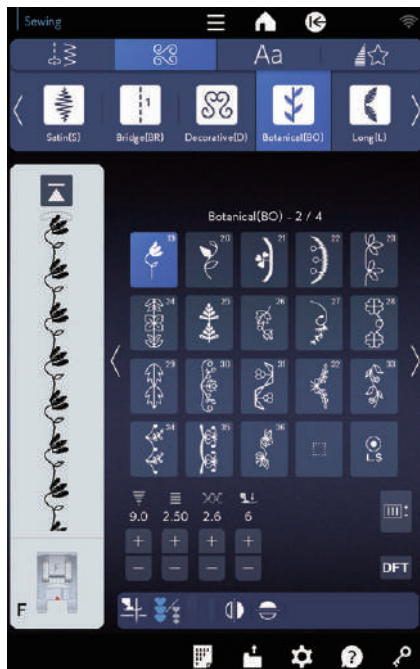 Sewing
Aa
1
Satin(S) Bridge(BR) Decorative(D) Botanical(BO) Long(L)
Botanical(BO) - 2 / 4
19 20 21 22 23
24 25 26 27 28
29 30 31 32 33
34 35 36
LS
9.0 2.50 2.6 6
+ + + +
− − − −
DFT
F
?